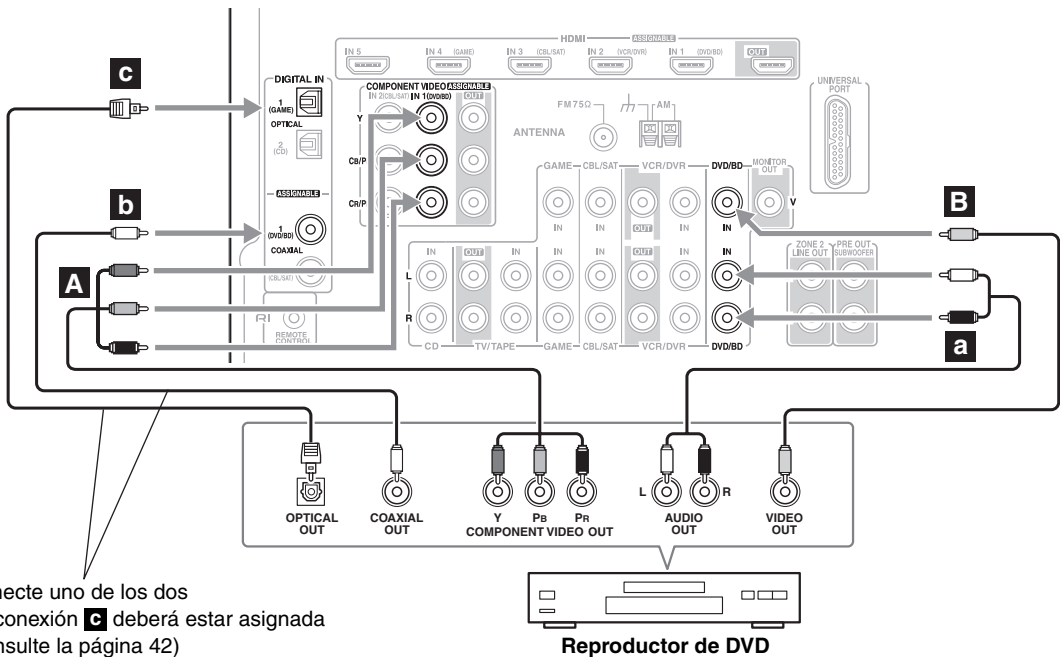 HDMI ASSIGNABLE
IN 5 IN 4 (GAME) IN 3 (CBL/SAT) IN 2 (VCR/DVR) IN 1 (DVD/BD) OUT
c
DIGITAL IN
1 (GAME)
OPTICAL
2 (CD)
ASSIGNABLE
1 (DVD/BD)
COAXIAL
(CBL/SAT)
RI
REMOTE CONTROL
COMPONENT VIDEO ASSIGNABLE
IN 2(CBL/SAT) IN 1(DVD/BD) OUT
Y
CB/P
CR/P
FM 75Ω AM
ANTENNA
UNIVERSAL PORT
b
A
B
a
GAME CBL/SAT VCR/DVR DVD/BD MONITOR OUT
V
IN IN OUT IN IN
IN OUT IN IN IN OUT IN IN
L
R
CD TV/TAPE GAME CBL/SAT VCR/DVR DVD/BD
ZONE 2 LINE OUT PRE OUT SUBWOOFER
OPTICAL OUT
COAXIAL OUT
Y PB PR
COMPONENT VIDEO OUT
L R
AUDIO OUT
VIDEO OUT
necte uno de los dos
conexión c deberá estar asignada
nsulte la página 42)
Reproductor de DVD